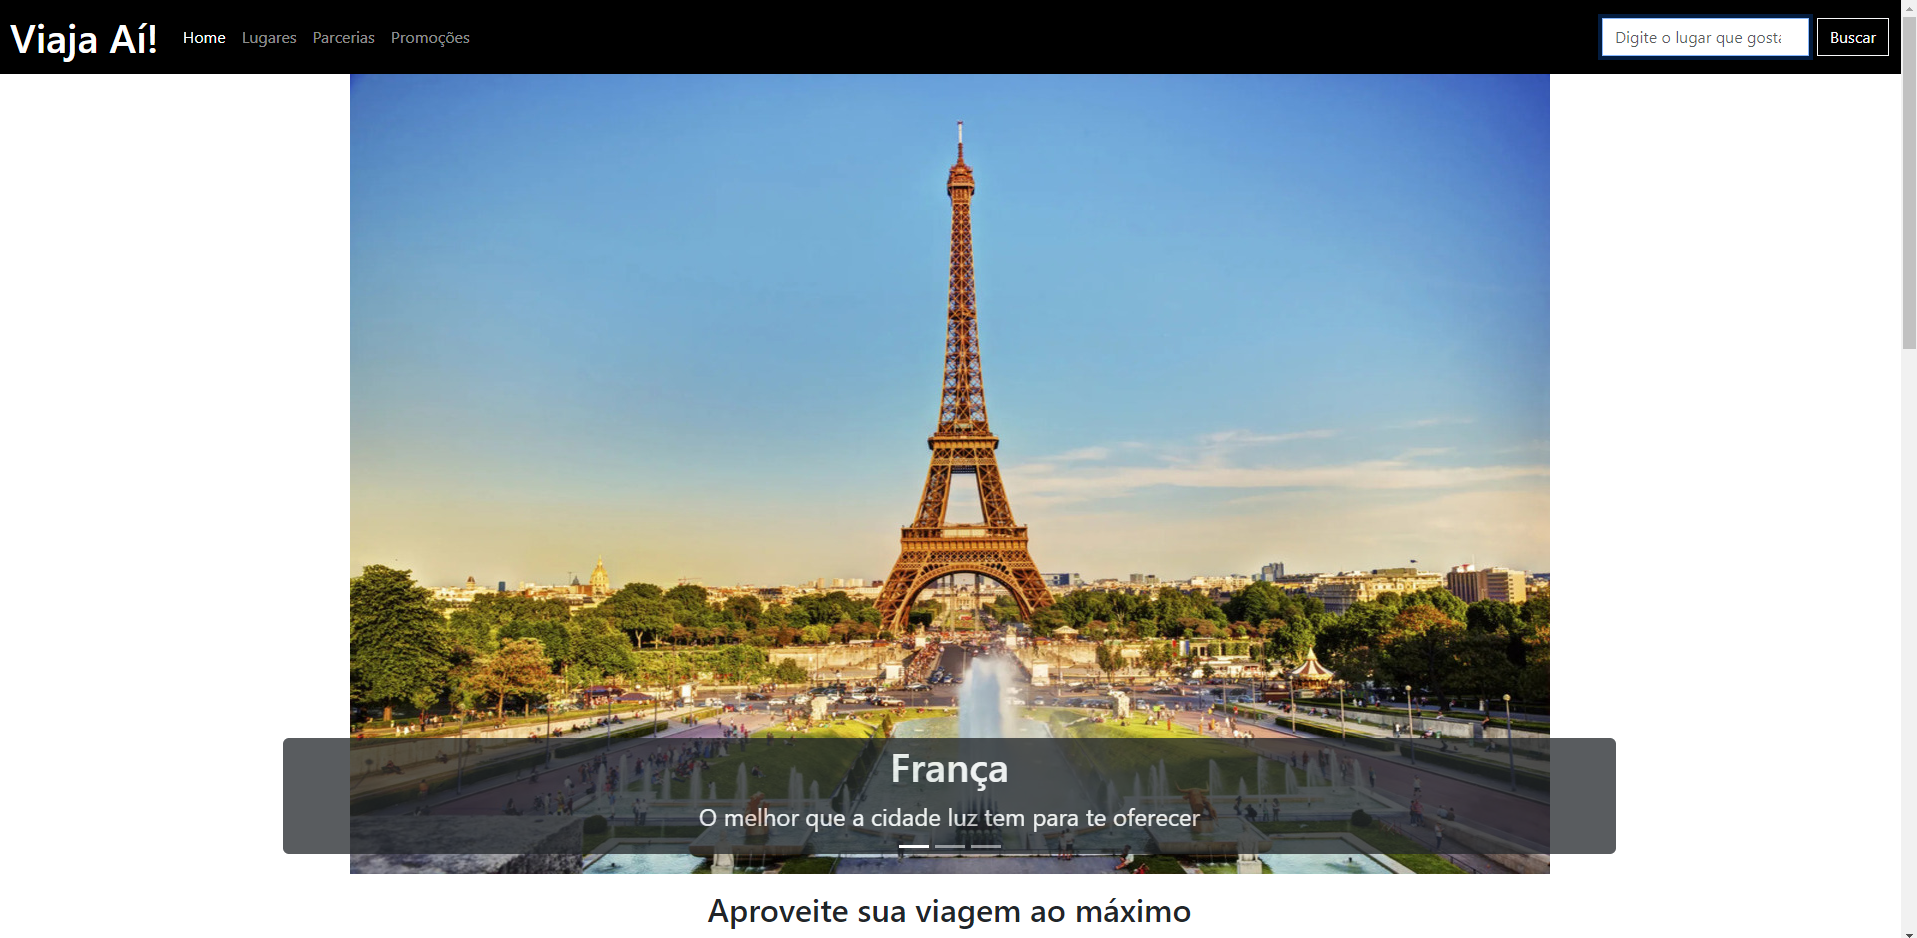 Viaja Aí!
Home
Lugares
Parcerias
Promoções
Digite o lugar que gosta
Buscar
França
O melhor que a cidade luz tem para te oferecer
Aproveite sua viagem ao máximo